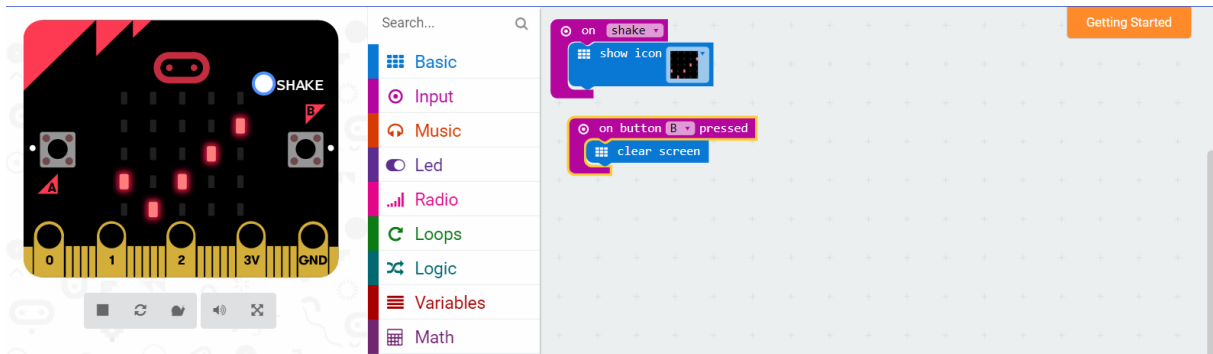 SHAKE
B
A
0 1 2 3V GND
Search...
Basic
Input
Music
Led
Radio
Loops
Logic
Variables
Math
on shake
show icon
on button B pressed
clear screen
Getting Started